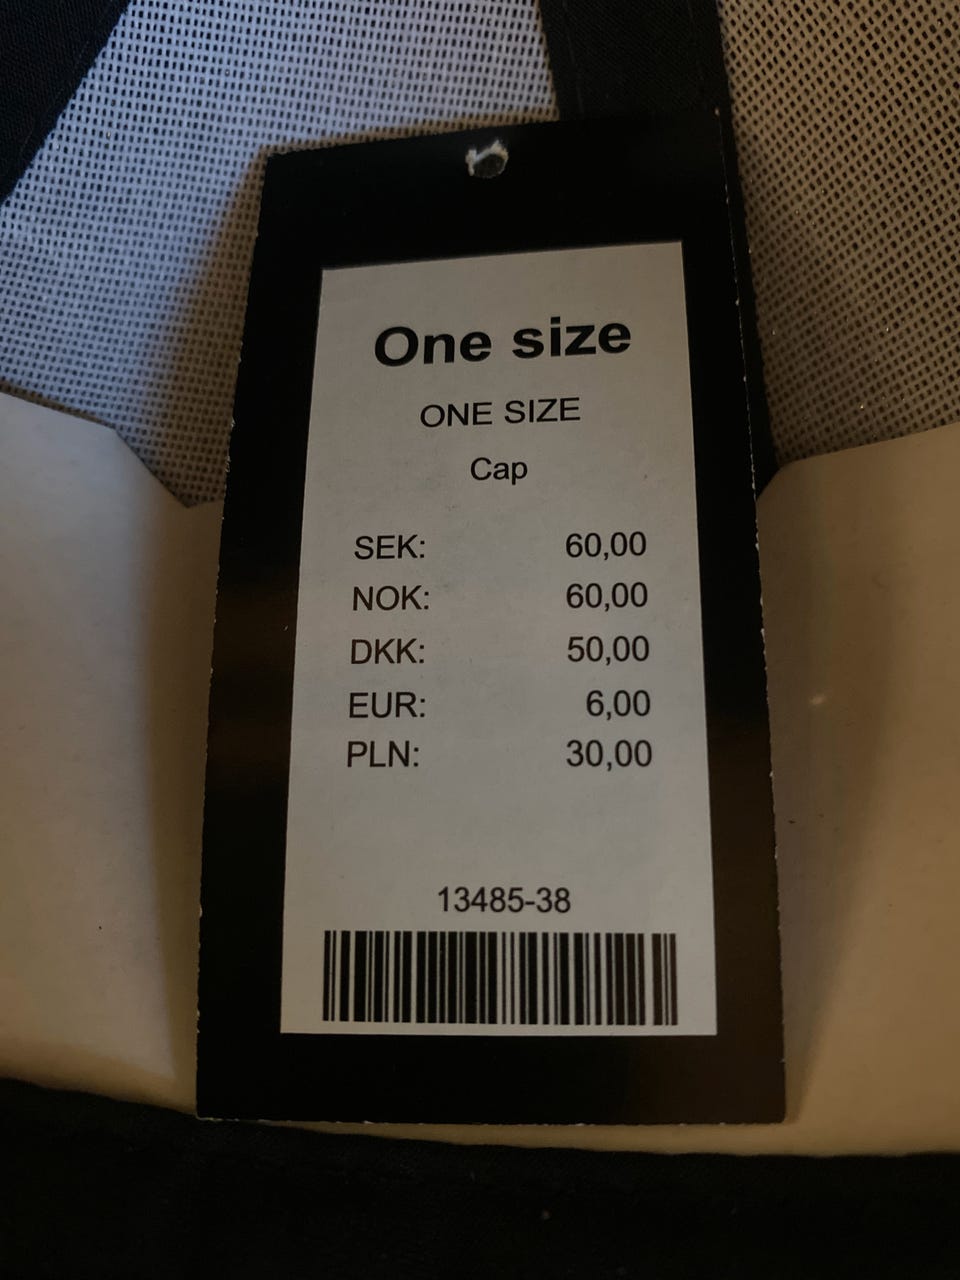 One size
ONE SIZE
Cap
SEK: 60,00
NOK: 60,00
DKK: 50,00
EUR: 6,00
PLN: 30,00
13485-38